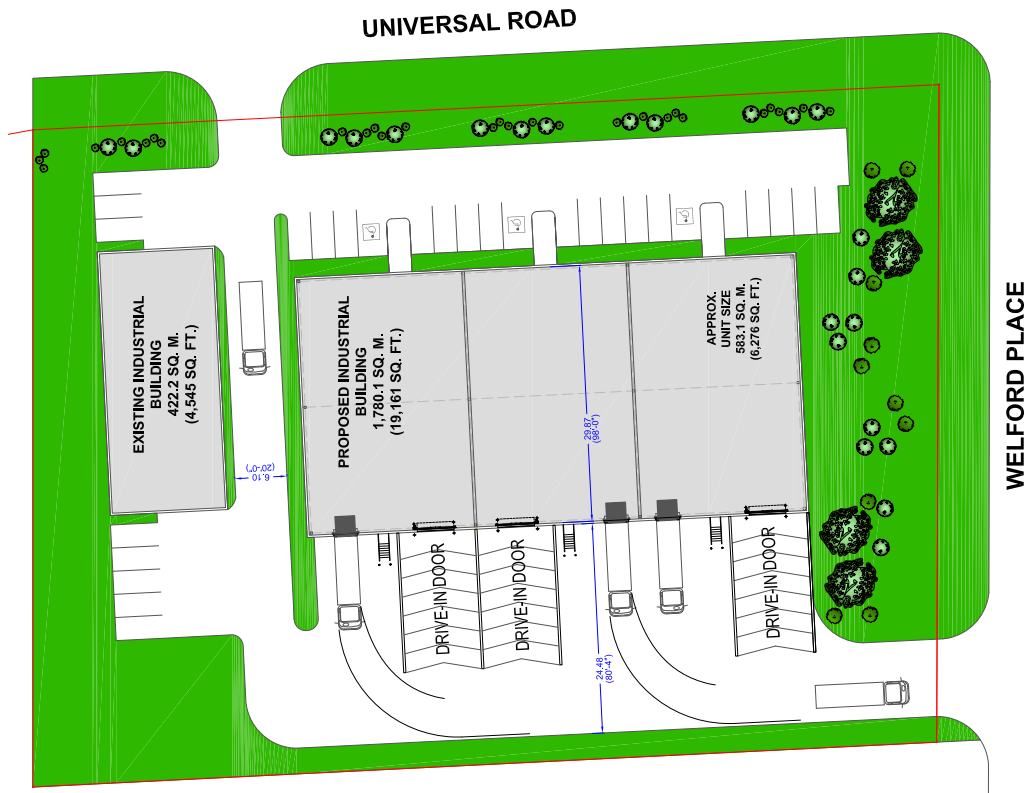 UNIVERSAL ROAD
EXISTING INDUSTRIAL
BUILDING
422.2 SQ. M.
(4,545 SQ. FT.)
PROPOSED INDUSTRIAL
BUILDING
1,780.1 SQ. M.
(19,161 SQ. FT.)
APPROX.
UNIT SIZE
583.1 SQ. M.
(6,276 SQ. FT.)
WELFORD PLACE
29.87
(98'-0")
6.10
(20'-0")
DRIVE-IN DOOR
DRIVE-IN DOOR
DRIVE-IN DOOR
24.48
(80'-4")